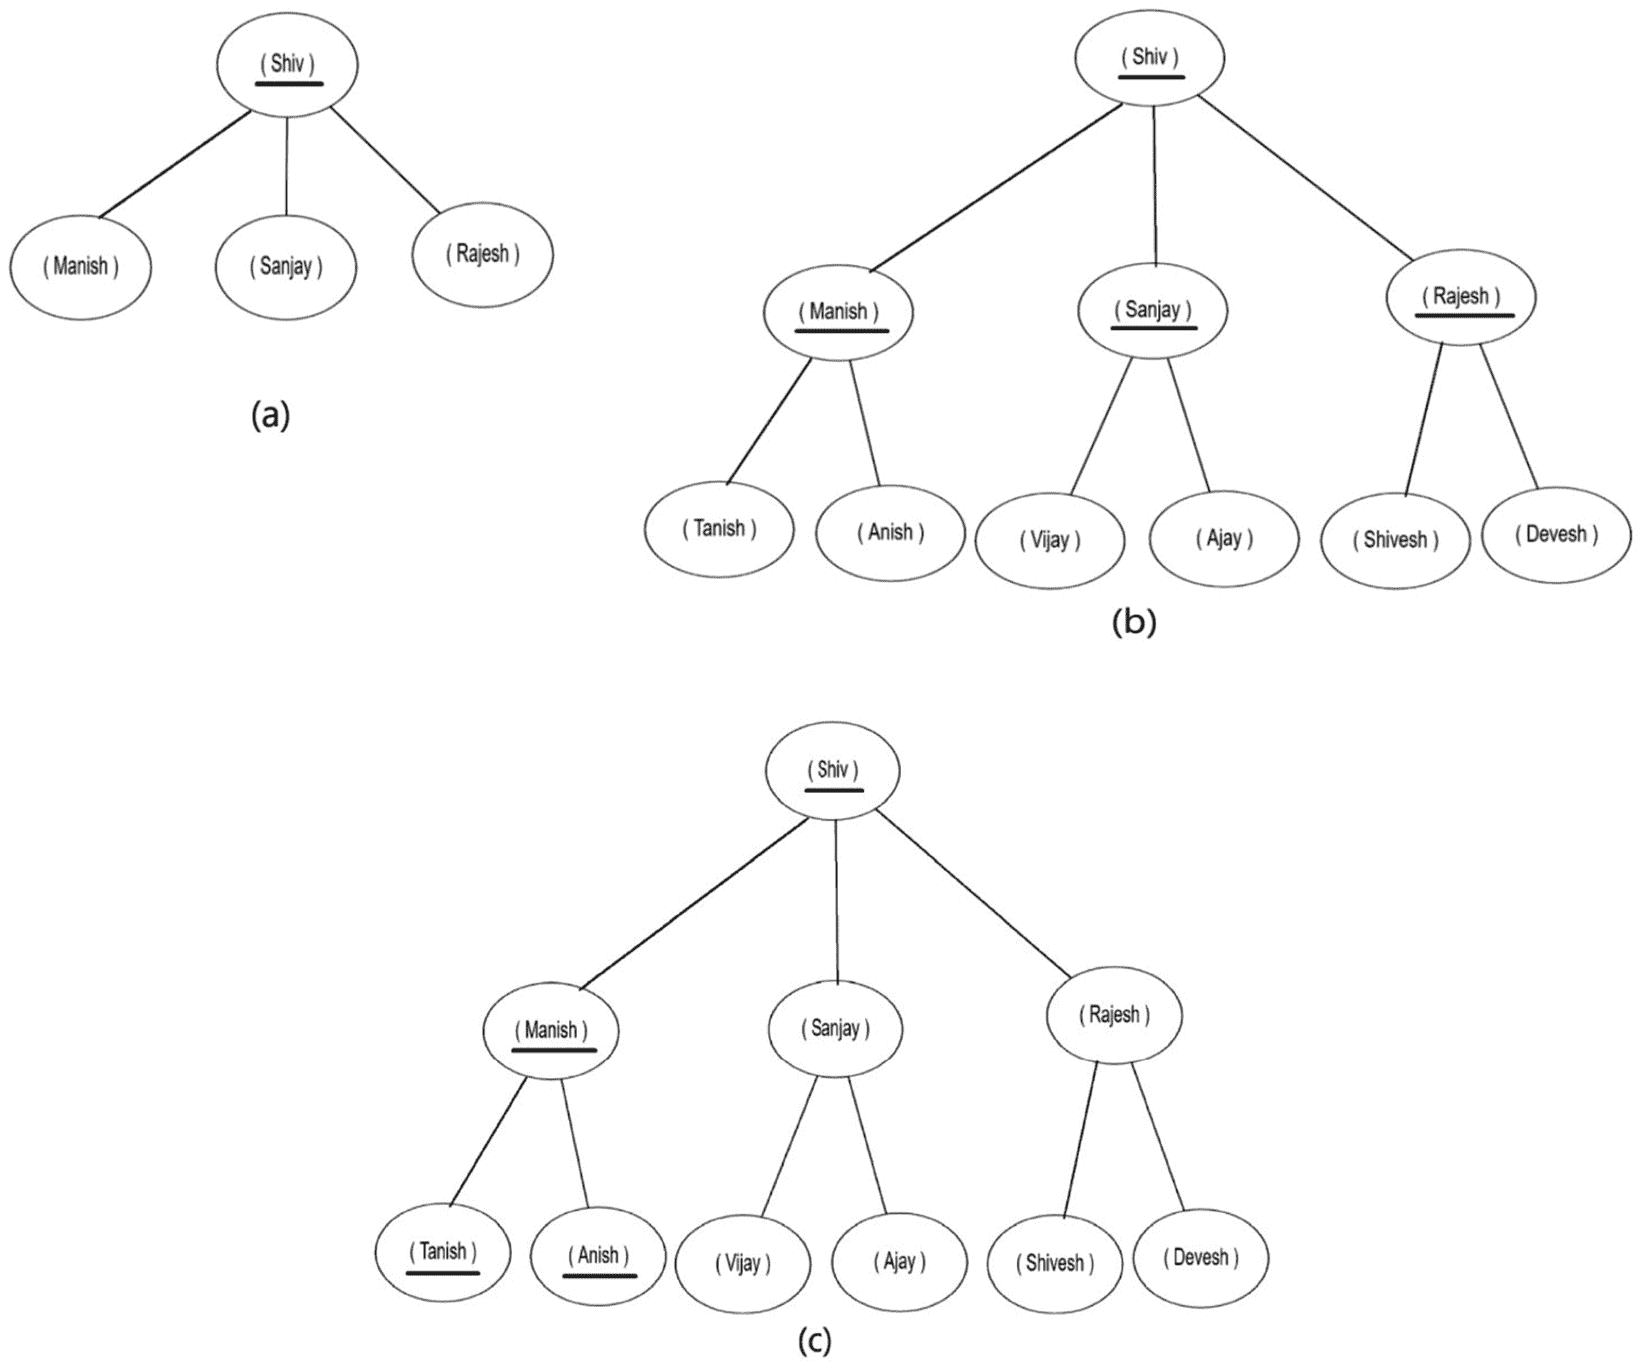 ( Shiv )
( Manish )
( Sanjay )
( Rajesh )
(a)
( Shiv )
( Manish )
( Sanjay )
( Rajesh )
( Tanish )
( Anish )
( Vijay )
( Ajay )
( Shivesh )
( Devesh )
(b)
( Shiv )
( Manish )
( Sanjay )
( Rajesh )
( Tanish )
( Anish )
( Vijay )
( Ajay )
( Shivesh )
( Devesh )
(c)